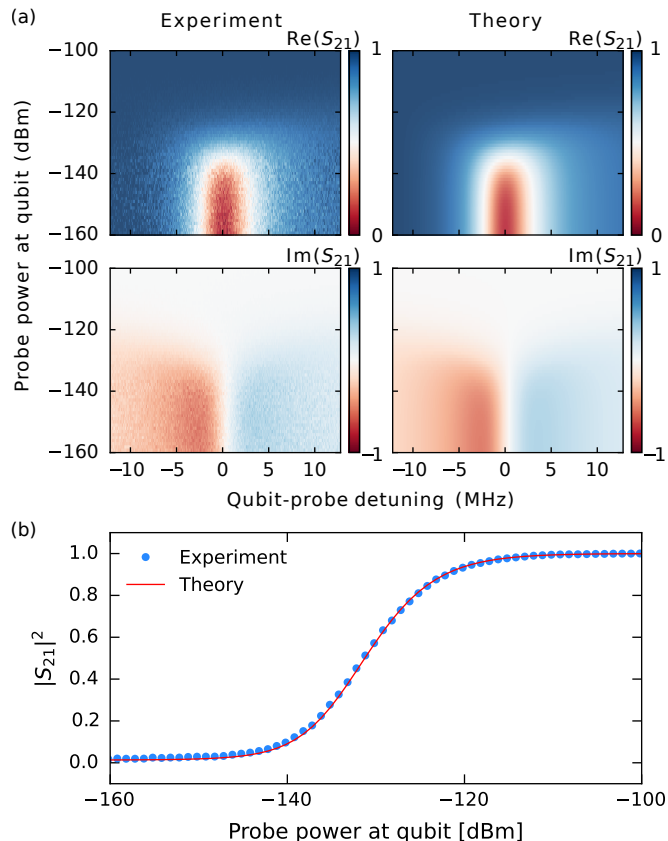 (a)
Experiment
Theory
Re(S21)
Re(S21)
−100
−120
−140
−160
1
0
1
0
Im(S21)
Im(S21)
−100
−120
−140
−160
1
−1
1
−1
Probe power at qubit (dBm)
−10 −5 0 5 10
−10 −5 0 5 10
Qubit-probe detuning (MHz)
(b)
Experiment
Theory
|S21|²
1.0
0.8
0.6
0.4
0.2
0.0
−160 −140 −120 −100
Probe power at qubit [dBm]